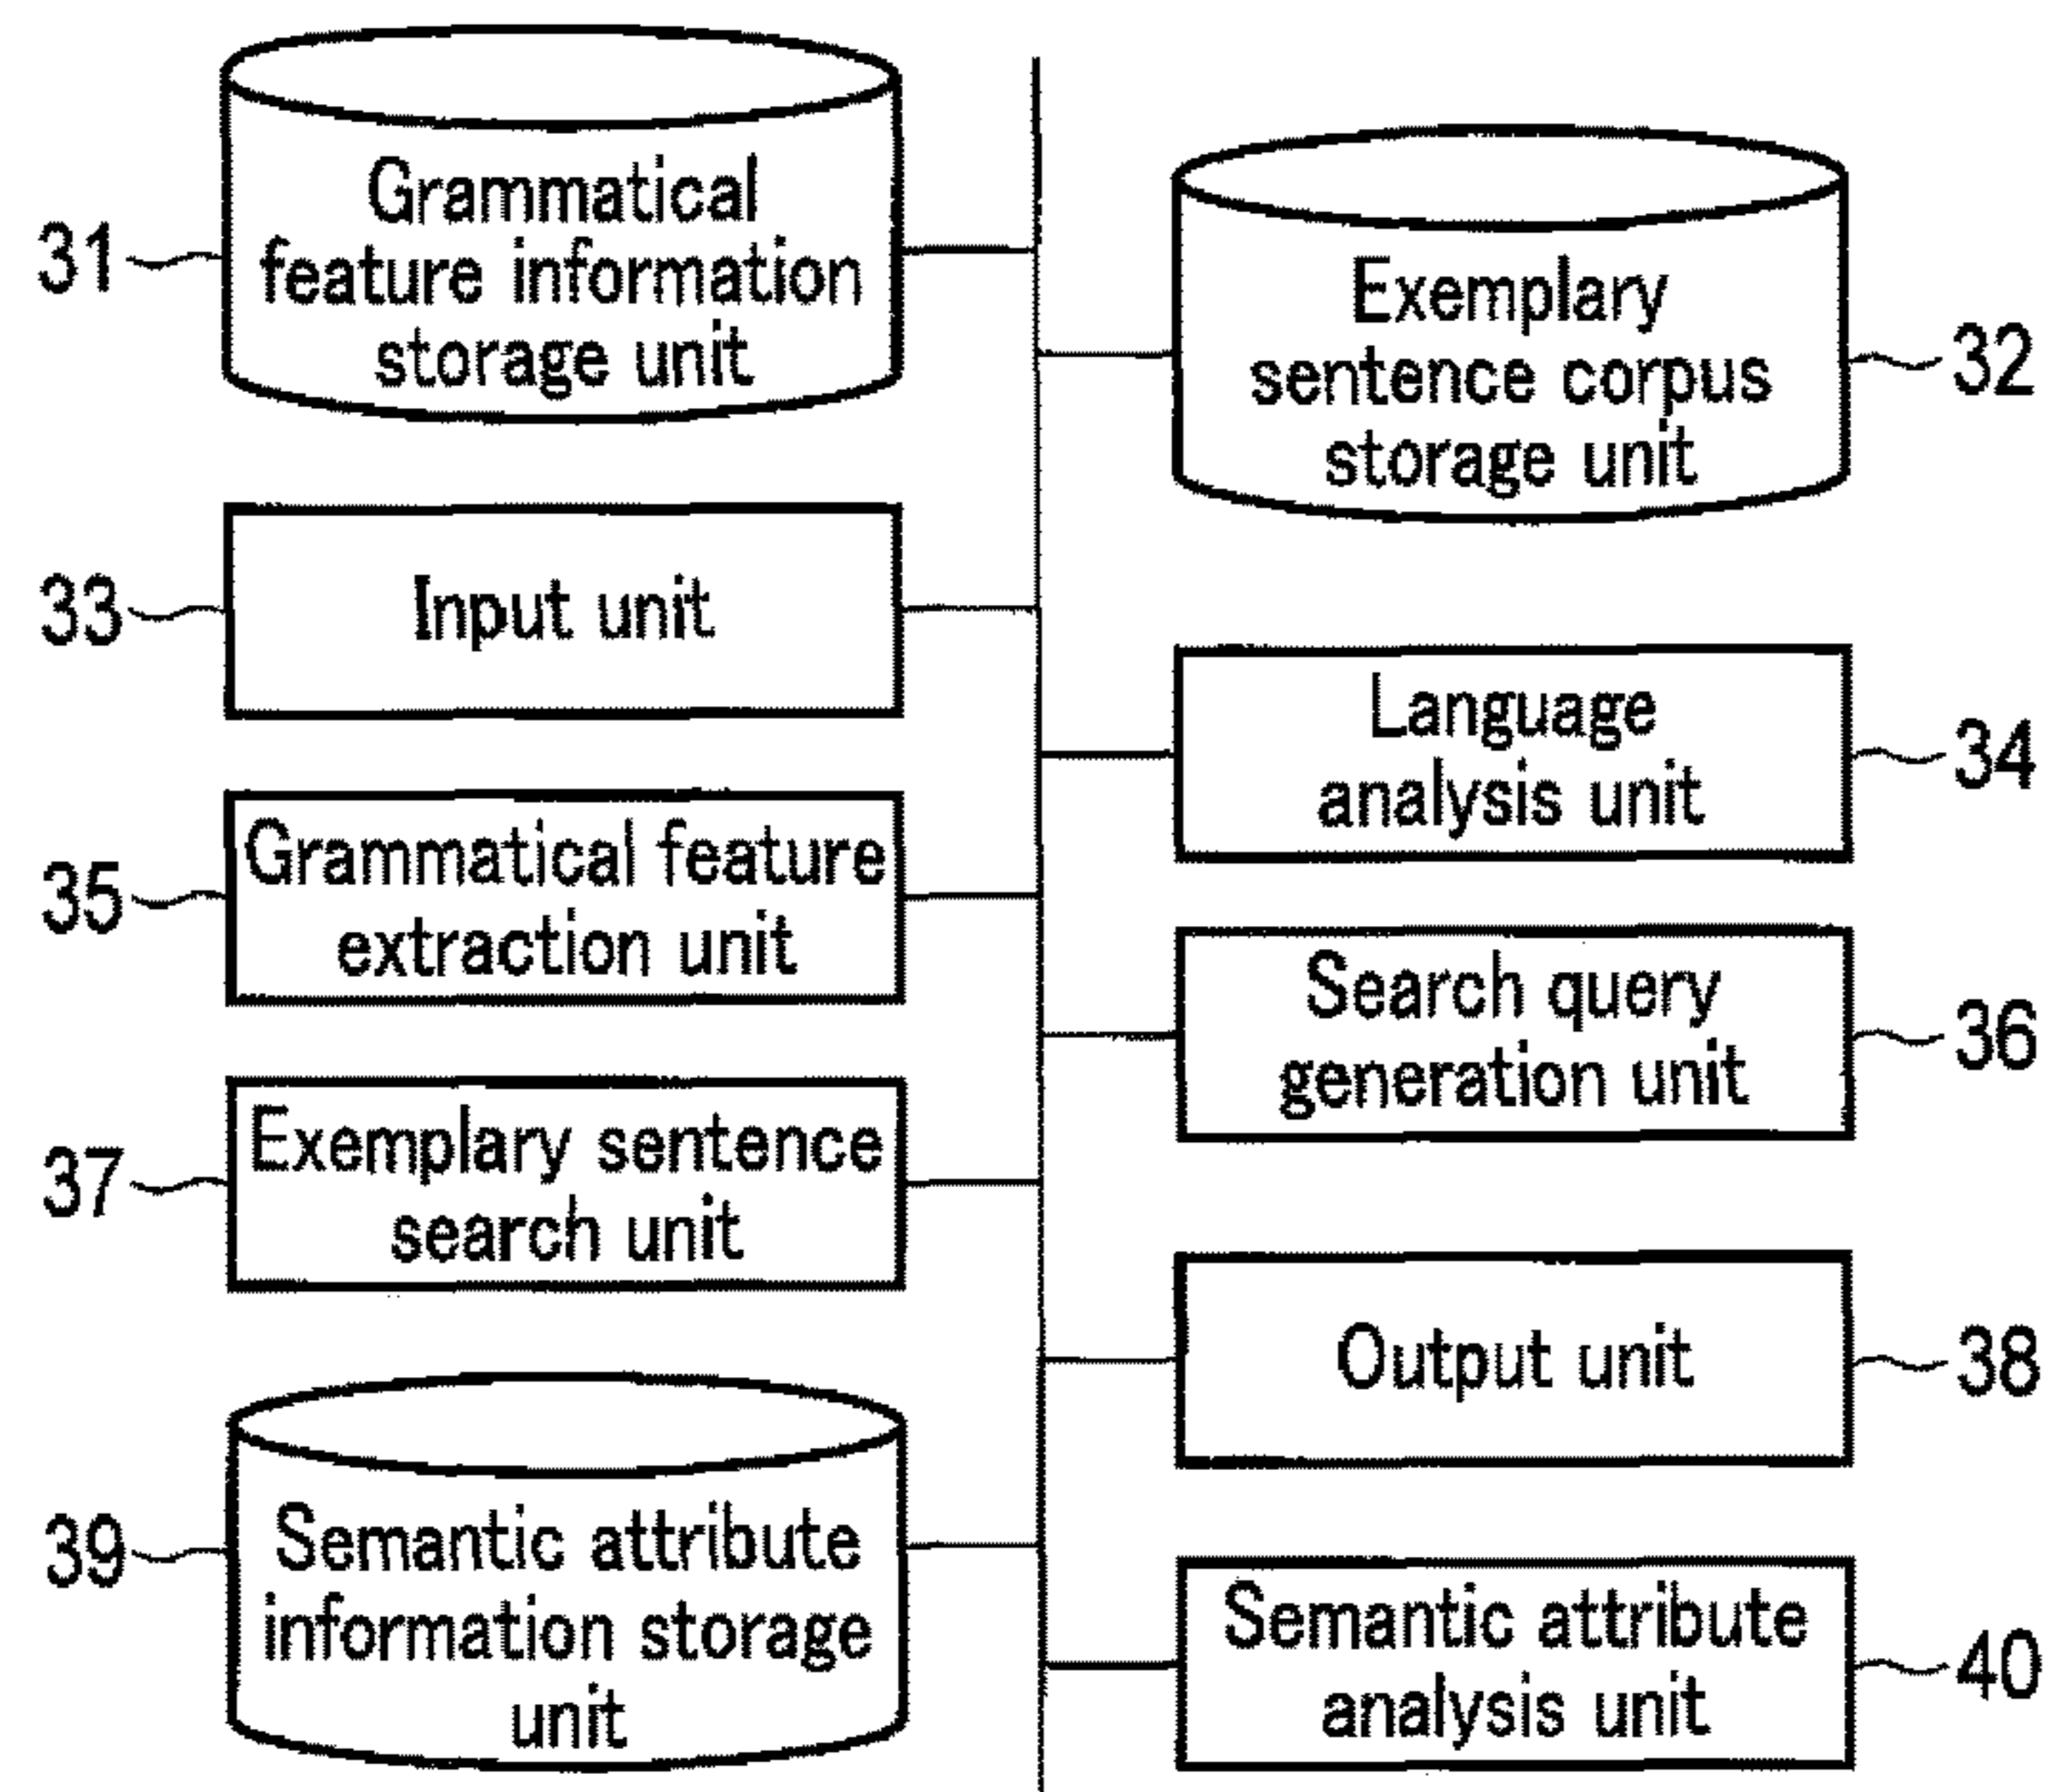 31
Grammatical
feature information
storage unit
Exemplary
sentence corpus
storage unit
32
33
Input unit
Language
analysis unit
34
35
Grammatical feature
extraction unit
Search query
generation unit
36
37
Exemplary sentence
search unit
Output unit
38
39
Semantic attribute
information storage
unit
Semantic attribute
analysis unit
40